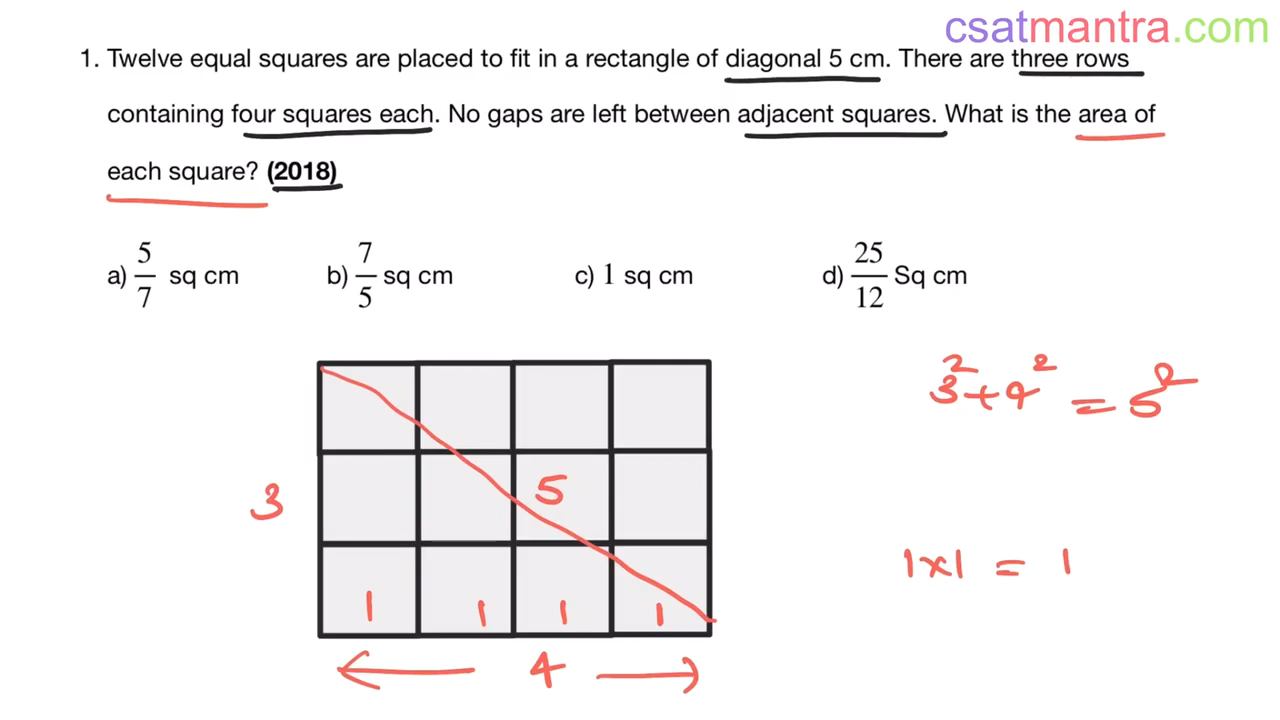 csatmantra.com
1. Twelve equal squares are placed to fit in a rectangle of diagonal 5 cm. There are three rows
containing four squares each. No gaps are left between adjacent squares. What is the area of
each square? (2018)
a) 5/7 sq cm b) 7/5 sq cm c) 1 sq cm d) 25/12 Sq cm
3² + 4² = 5²
3
5
1×1 = 1
1 1 1 1
4